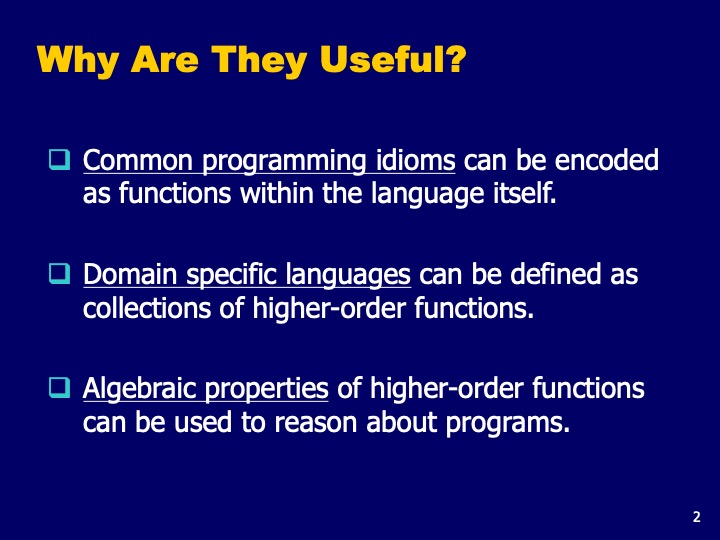 Why Are They Useful?
Common programming idioms can be encoded
as functions within the language itself.
Domain specific languages can be defined as
collections of higher-order functions.
Algebraic properties of higher-order functions
can be used to reason about programs.
2